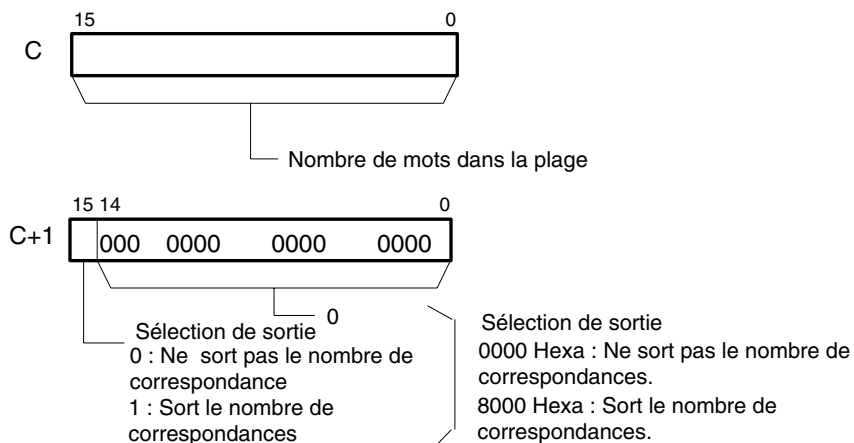 15 0
C
Nombre de mots dans la plage
15 14 0
C+1
000 0000 0000 0000
0
Sélection de sortie
0 : Ne sort pas le nombre de
correspondance
1 : Sort le nombre de
correspondances
Sélection de sortie
0000 Hexa : Ne sort pas le nombre de
correspondances.
8000 Hexa : Sort le nombre de
correspondances.